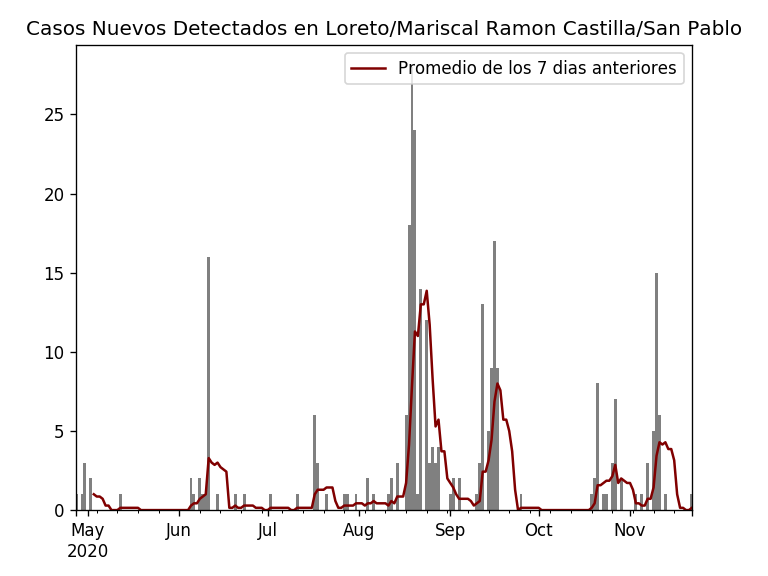 Casos Nuevos Detectados en Loreto/Mariscal Ramon Castilla/San Pablo
Promedio de los 7 dias anteriores
25
20
15
10
5
0
May Jun Jul Aug Sep Oct Nov
2020